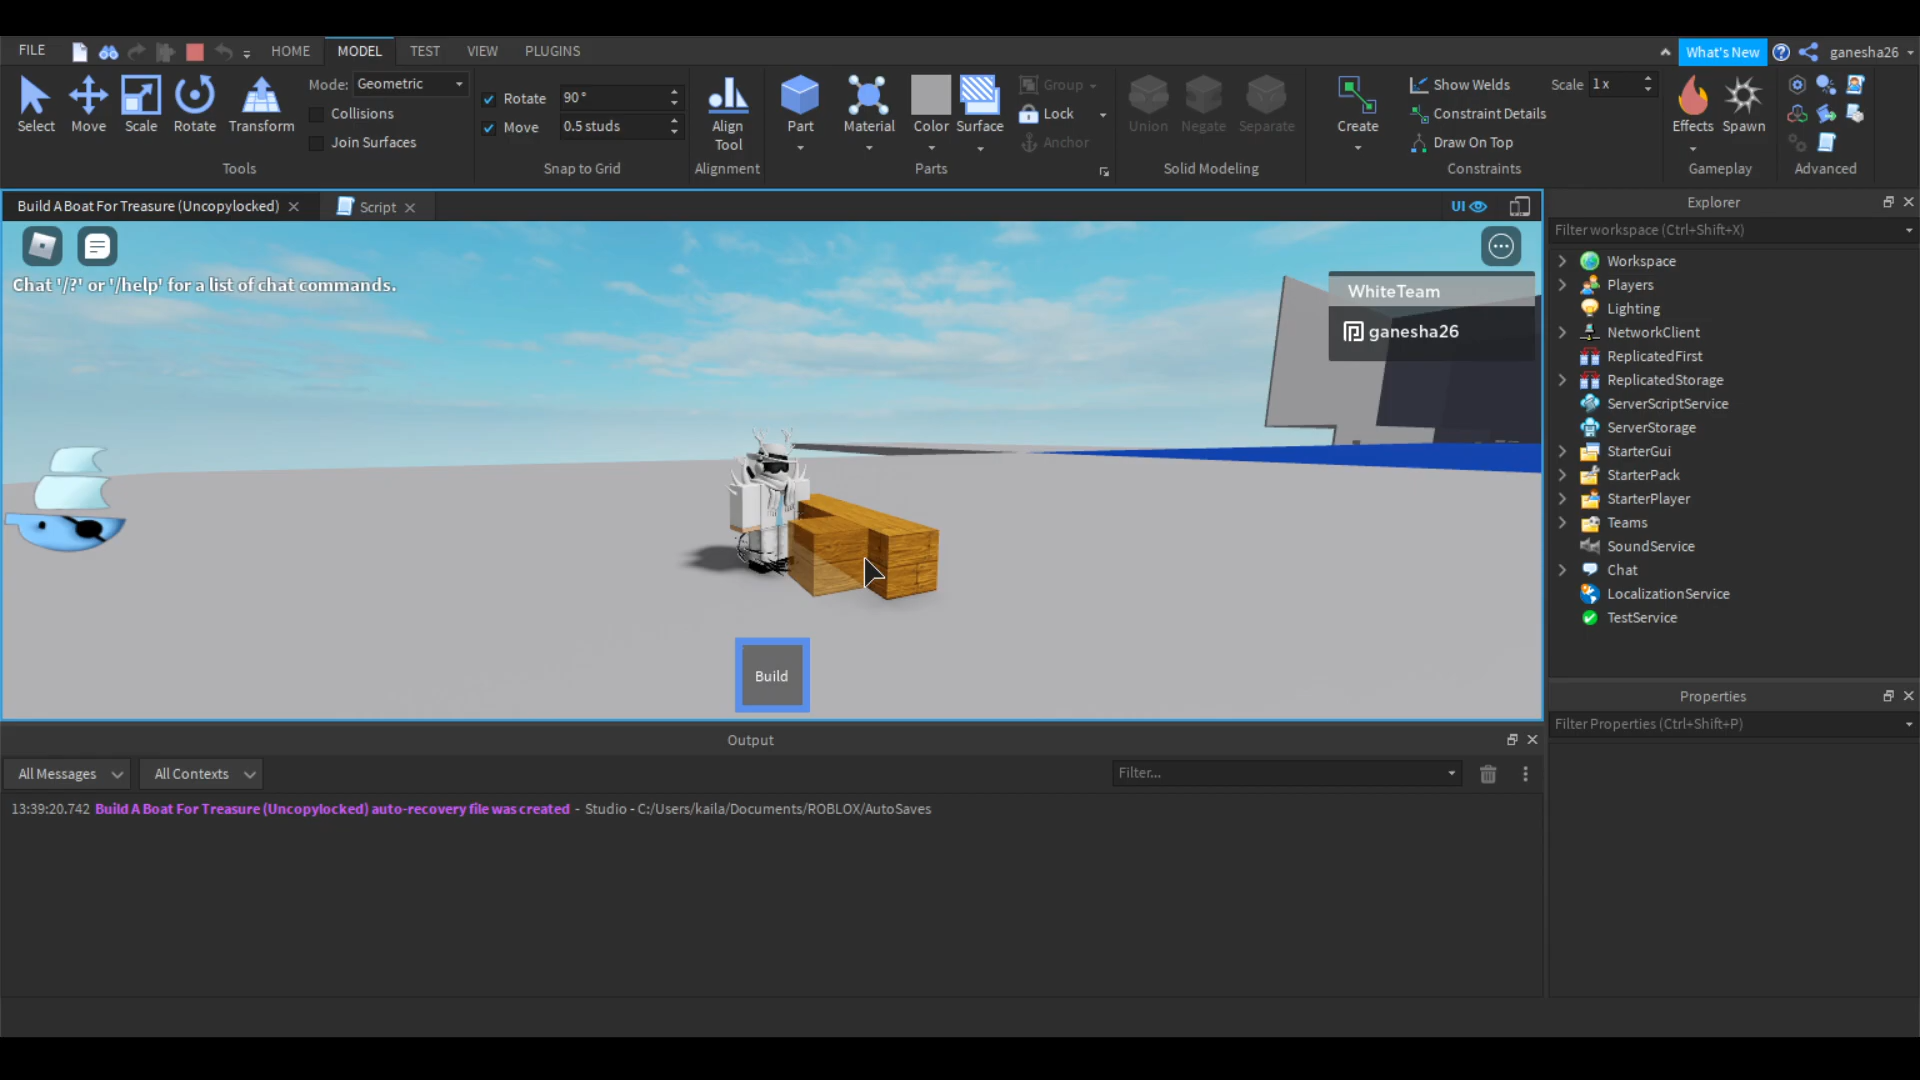 FILE
HOME
MODEL
TEST
VIEW
PLUGINS
What's New
ganesha26
Select
Move
Scale
Rotate
Transform
Mode: Geometric
Collisions
Join Surfaces
Tools
Rotate 90°
Move 0.5 studs
Snap to Grid
Align
Tool
Alignment
Part
Material
Color
Surface
Group
Lock
Anchor
Parts
Union
Negate
Separate
Solid Modeling
Create
Show Welds
Scale 1 x
Constraint Details
Draw On Top
Constraints
Effects
Spawn
Gameplay
Advanced
Build A Boat For Treasure (Uncopylocked)
Script
UI
Chat '/?' or '/help' for a list of chat commands.
WhiteTeam
ganesha26
Build
Explorer
Filter workspace (Ctrl+Shift+X)
Workspace
Players
Lighting
NetworkClient
ReplicatedFirst
ReplicatedStorage
ServerScriptService
ServerStorage
StarterGui
StarterPack
StarterPlayer
Teams
SoundService
Chat
LocalizationService
TestService
Properties
Filter Properties (Ctrl+Shift+P)
Output
All Messages
All Contexts
Filter...
13:39:20.742 Build A Boat For Treasure (Uncopylocked) auto-recovery file was created - Studio - C:/Users/kaila/Documents/ROBLOX/AutoSaves